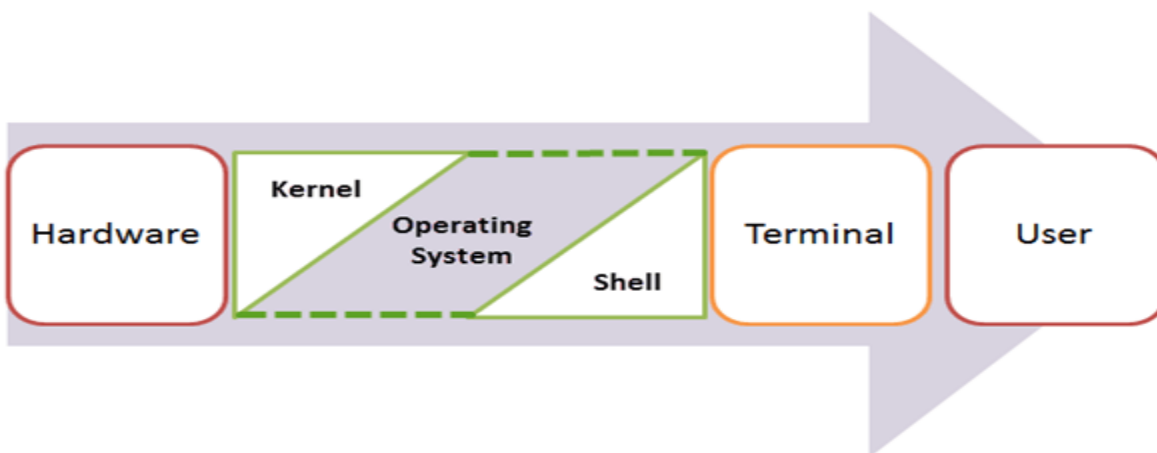 Hardware
Kernel
Operating
System
Shell
Terminal
User